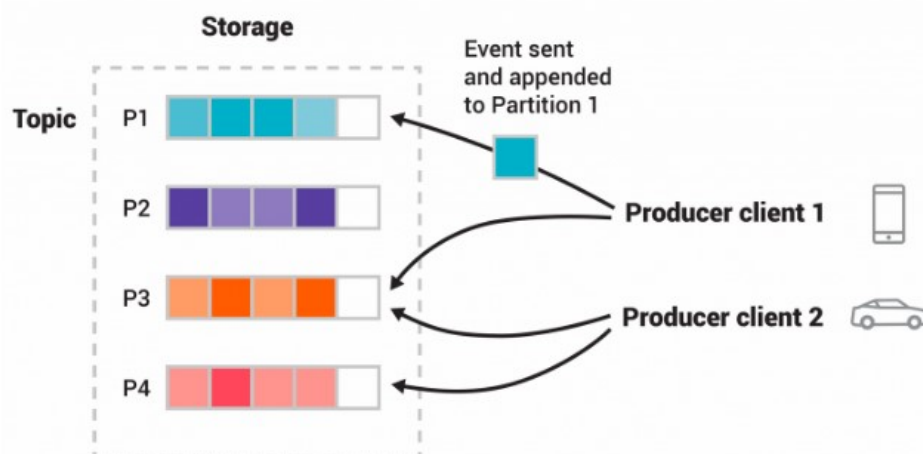 Storage
Event sent
and appended
to Partition 1
Topic
P1
P2
Producer client 1
P3
Producer client 2
P4